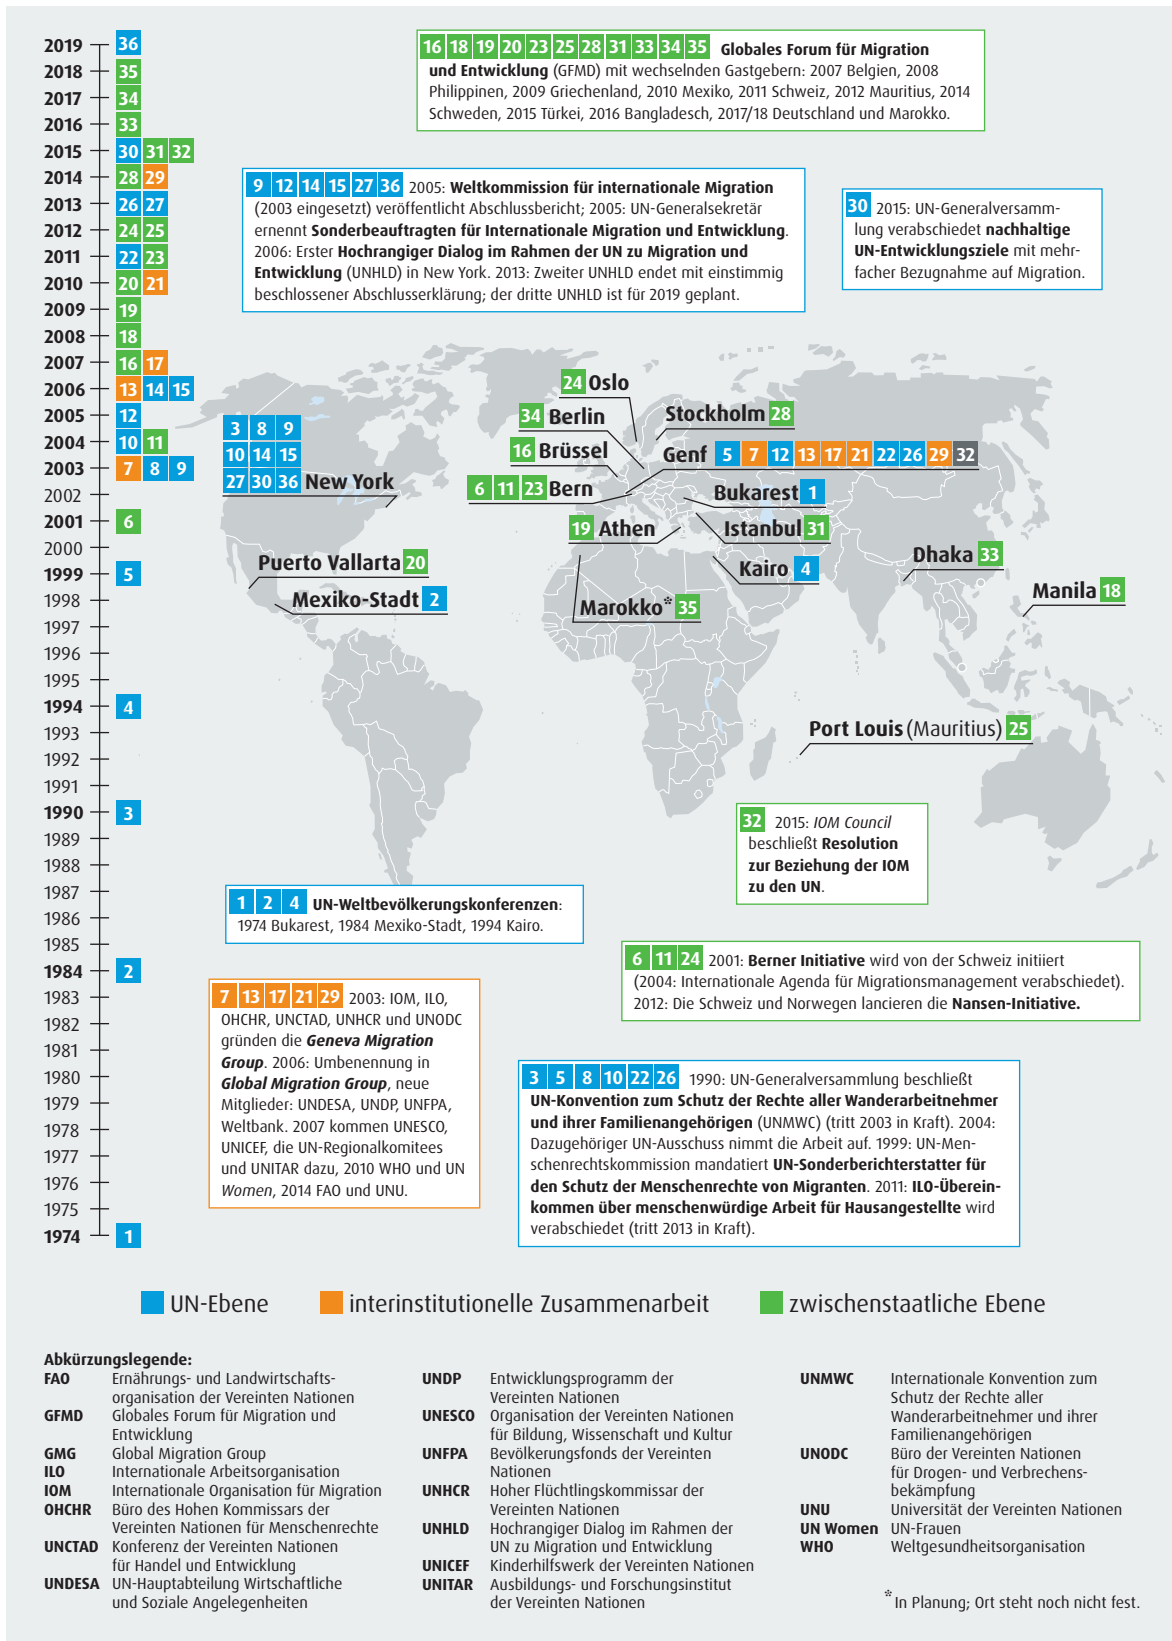 2019 36
2018 35
2017 34
2016 33
2015 30 31 32
2014 28 29
2013 26 27
2012 24 25
2011 22 23
2010 20 21
2009 19
2008 18
2007 16 17
2006 13 14 15
2005 12
2004 10 11
2003 7 8 9
2002
2001 6
2000
1999 5
1998
1997
1996
1995
1994 4
1993
1992
1991
1990 3
1989
1988
1987
1986
1985
1984 2
1983
1982
1981
1980
1979
1978
1977
1976
1975
1974 1
16 18 19 20 23 25 28 31 33 34 35 Globales Forum für Migration
und Entwicklung (GFMD) mit wechselnden Gastgebern: 2007 Belgien, 2008
Philippinen, 2009 Griechenland, 2010 Mexiko, 2011 Schweiz, 2012 Mauritius, 2014
Schweden, 2015 Türkei, 2016 Bangladesch, 2017/18 Deutschland und Marokko.
9 12 14 15 27 36 2005: Weltkommission für internationale Migration
(2003 eingesetzt) veröffentlicht Abschlussbericht; 2005: UN-Generalsekretär
ernennt Sonderbeauftragten für Internationale Migration und Entwicklung.
2006: Erster Hochrangiger Dialog im Rahmen der UN zu Migration und
Entwicklung (UNHLD) in New York. 2013: Zweiter UNHLD endet mit einstimmig
beschlossener Abschlusserklärung; der dritte UNHLD ist für 2019 geplant.
30 2015: UN-Generalversamm-
lung verabschiedet nachhaltige
UN-Entwicklungsziele mit mehr-
facher Bezugnahme auf Migration.
24 Oslo
34 Berlin
Stockholm 28
16 Brüssel
Genf 5 7 12 13 17 21 22 26 29 32
3 8 9
10 14 15
27 30 36 New York
6 11 23 Bern
Bukarest 1
19 Athen
Istanbul 31
Kairo 4
Dhaka 33
Manila 18
Puerto Vallarta 20
Mexiko-Stadt 2
Marokko* 35
Port Louis (Mauritius) 25
32 2015: IOM Council
beschließt Resolution
zur Beziehung der IOM
zu den UN.
1 2 4 UN-Weltbevölkerungskonferenzen:
1974 Bukarest, 1984 Mexiko-Stadt, 1994 Kairo.
6 11 24 2001: Berner Initiative wird von der Schweiz initiiert
(2004: Internationale Agenda für Migrationsmanagement verabschiedet).
2012: Die Schweiz und Norwegen lancieren die Nansen-Initiative.
7 13 17 21 29 2003: IOM, ILO,
OHCHR, UNCTAD, UNHCR und UNODC
gründen die Geneva Migration
Group. 2006: Umbenennung in
Global Migration Group, neue
Mitglieder: UNDESA, UNDP, UNFPA,
Weltbank. 2007 kommen UNESCO,
UNICEF, die UN-Regionalkomitees
und UNITAR dazu, 2010 WHO und UN
Women, 2014 FAO und UNU.
3 5 8 10 22 26 1990: UN-Generalversammlung beschließt
UN-Konvention zum Schutz der Rechte aller Wanderarbeitnehmer
und ihrer Familienangehörigen (UNMWC) (tritt 2003 in Kraft). 2004:
Dazugehöriger UN-Ausschuss nimmt die Arbeit auf. 1999: UN-Men-
schenrechtskommission mandatiert UN-Sonderberichterstatter für
den Schutz der Menschenrechte von Migranten. 2011: ILO-Überein-
kommen über menschenwürdige Arbeit für Hausangestellte wird
verabschiedet (tritt 2013 in Kraft).
UN-Ebene
interinstitutionelle Zusammenarbeit
zwischenstaatliche Ebene
Abkürzungslegende:
FAO Ernährungs- und Landwirtschafts-
organisation der Vereinten Nationen
GFMD Globales Forum für Migration und
Entwicklung
GMG Global Migration Group
ILO Internationale Arbeitsorganisation
IOM Internationale Organisation für Migration
OHCHR Büro des Hohen Kommissars der
Vereinten Nationen für Menschenrechte
UNCTAD Konferenz der Vereinten Nationen
für Handel und Entwicklung
UNDESA UN-Hauptabteilung Wirtschaftliche
und Soziale Angelegenheiten
UNDP Entwicklungsprogramm der
Vereinten Nationen
UNESCO Organisation der Vereinten Nationen
für Bildung, Wissenschaft und Kultur
UNFPA Bevölkerungsfonds der Vereinten
Nationen
UNHCR Hoher Flüchtlingskommissar der
Vereinten Nationen
UNHLD Hochrangiger Dialog im Rahmen der
UN zu Migration und Entwicklung
UNICEF Kinderhilfswerk der Vereinten Nationen
UNITAR Ausbildungs- und Forschungsinstitut
der Vereinten Nationen
UNMWC Internationale Konvention zum
Schutz der Rechte aller
Wanderarbeitnehmer und ihrer
Familienangehörigen
UNODC Büro der Vereinten Nationen
für Drogen- und Verbrechens-
bekämpfung
UNU Universität der Vereinten Nationen
UN Women UN-Frauen
WHO Weltgesundheitsorganisation
* In Planung; Ort steht noch nicht fest.